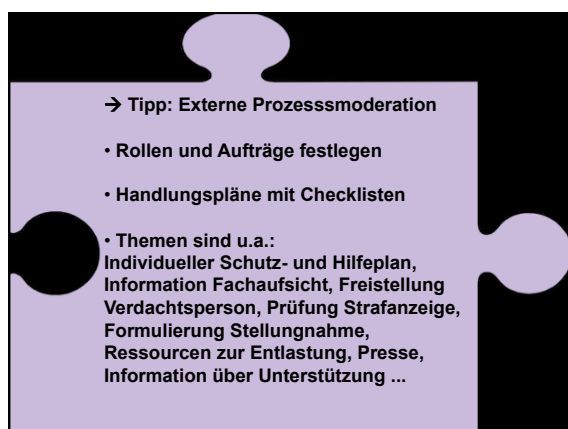 → Tipp: Externe Prozesssmoderation
• Rollen und Aufträge festlegen
• Handlungspläne mit Checklisten
• Themen sind u.a.:
Individueller Schutz- und Hilfeplan,
Information Fachaufsicht, Freistellung
Verdachtsperson, Prüfung Strafanzeige,
Formulierung Stellungnahme,
Ressourcen zur Entlastung, Presse,
Information über Unterstützung ...